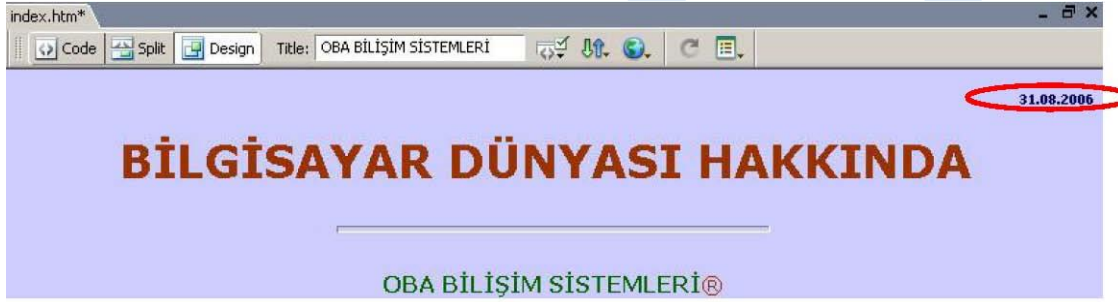 index.htm*
Code Split Design Title: OBA BİLİŞİM SİSTEMLERİ
31.08.2006
BİLGİSAYAR DÜNYASI HAKKINDA
OBA BİLİŞİM SİSTEMLERİ®